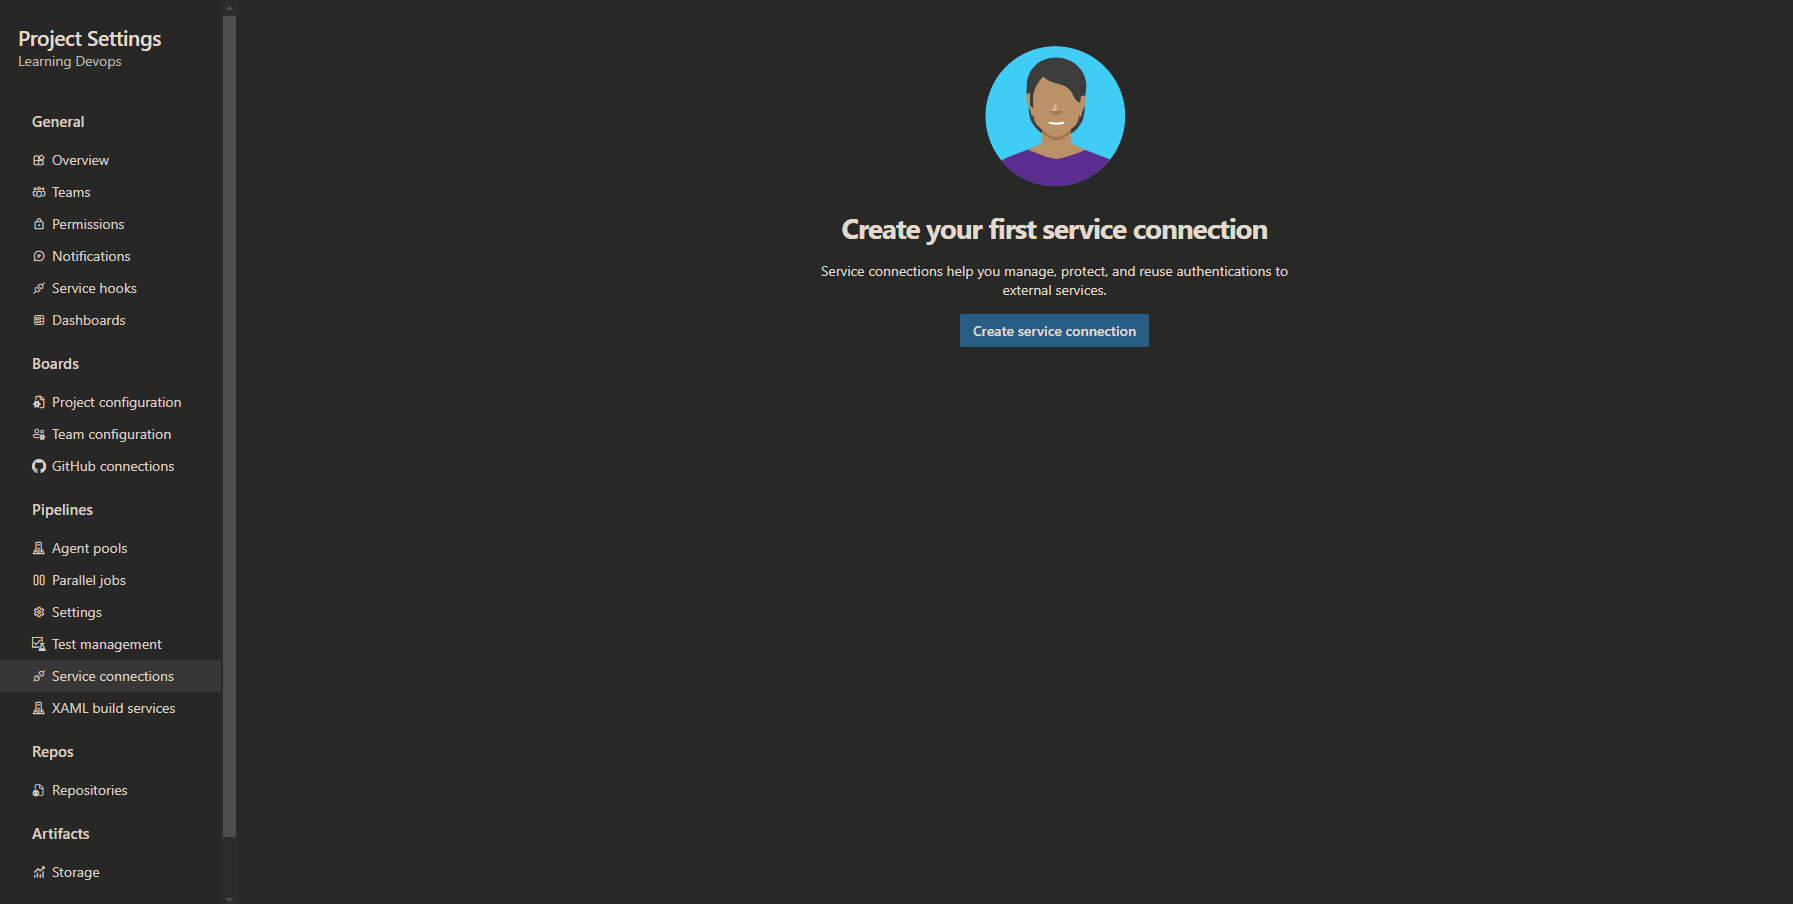 Project Settings
Learning Devops
General
Overview
Teams
Permissions
Notifications
Service hooks
Dashboards
Boards
Project configuration
Team configuration
GitHub connections
Pipelines
Agent pools
Parallel jobs
Settings
Test management
Service connections
XAML build services
Repos
Repositories
Artifacts
Storage
Create your first service connection
Service connections help you manage, protect, and reuse authentications to
external services.
Create service connection